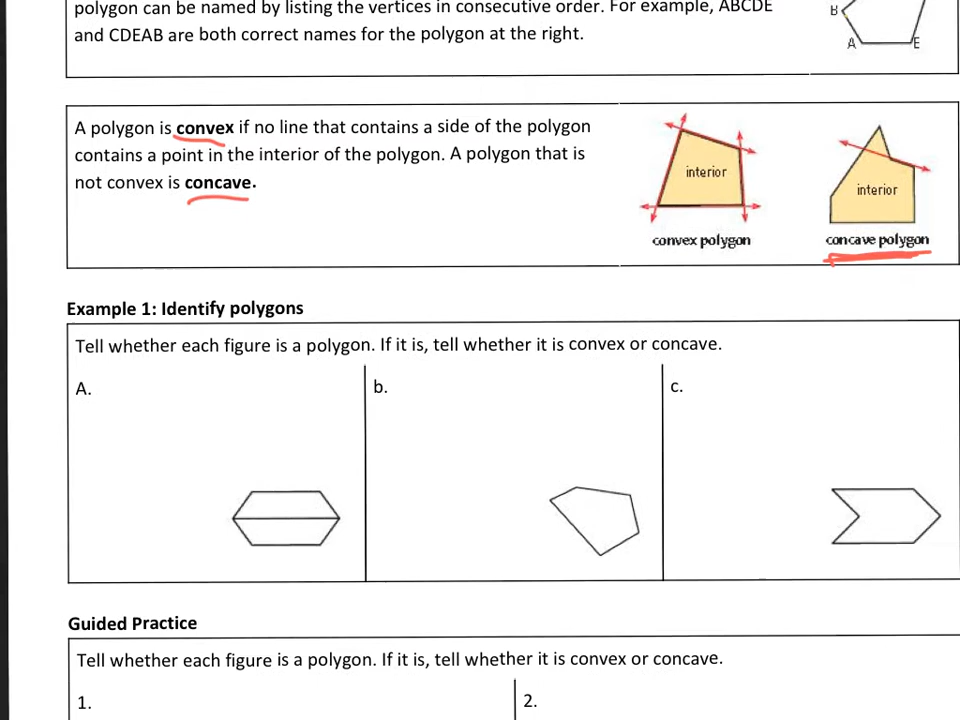 polygon can be named by listing the vertices in consecutive order. For example, ABCDE
and CDEAB are both correct names for the polygon at the right.
B
A
E
A polygon is convex if no line that contains a side of the polygon
contains a point in the interior of the polygon. A polygon that is
not convex is concave.
interior
interior
convex polygon
concave polygon
Example 1: Identify polygons
Tell whether each figure is a polygon. If it is, tell whether it is convex or concave.
A.
b.
c.
Guided Practice
Tell whether each figure is a polygon. If it is, tell whether it is convex or concave.
1.
2.